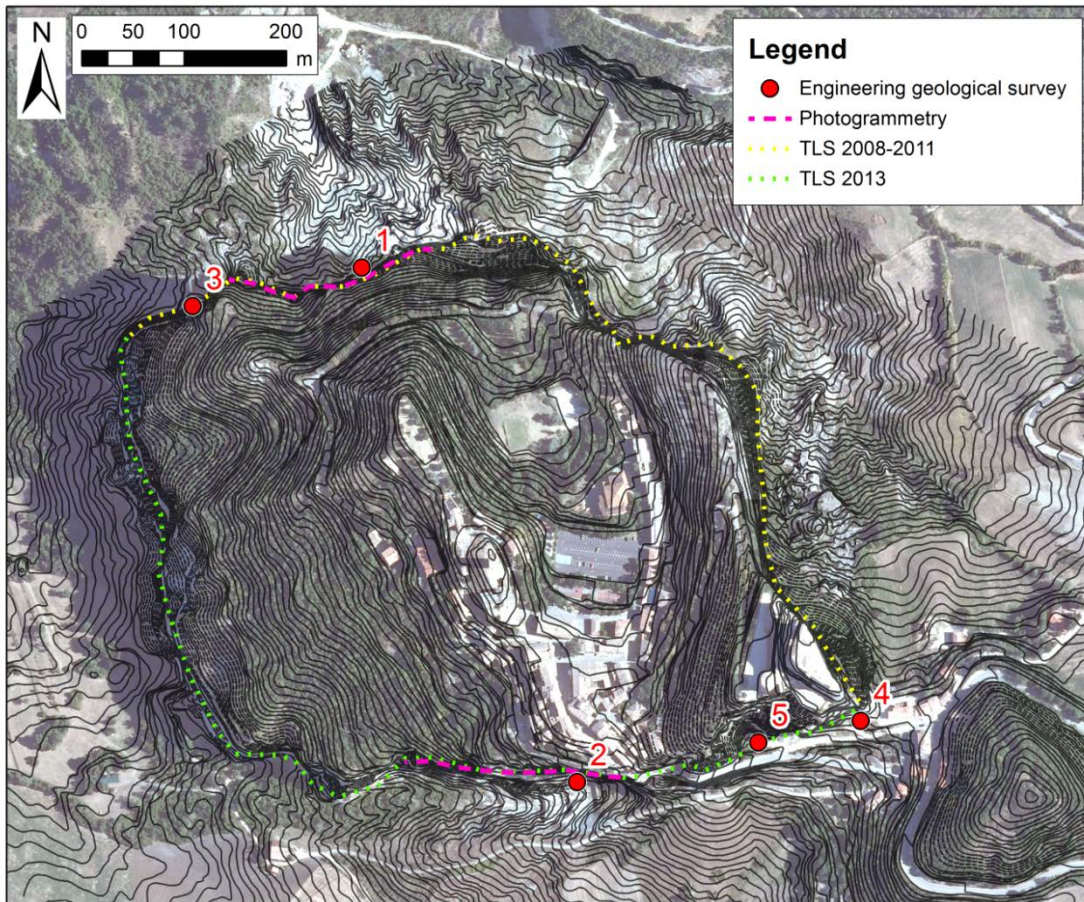 N
0 50 100 200
m
Legend
Engineering geological survey
Photogrammetry
TLS 2008-2011
TLS 2013
1
3
4
5
2